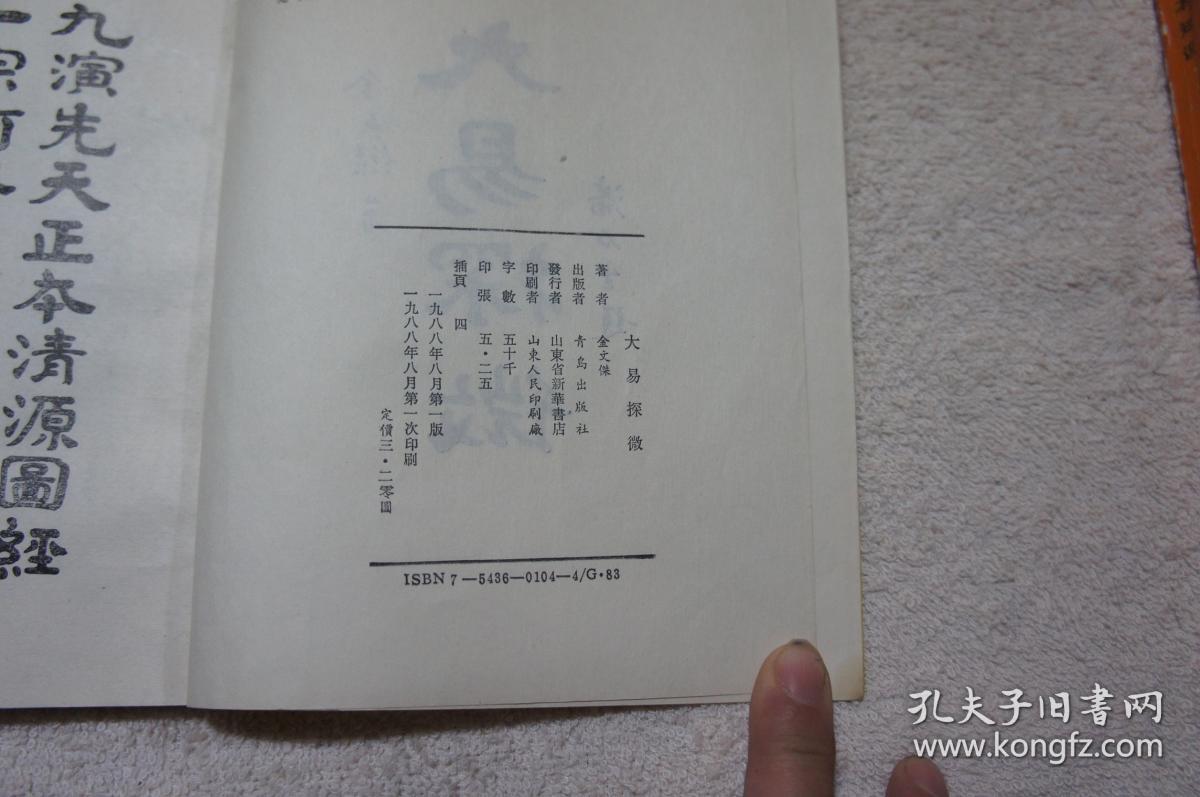 大易探微
著者 金文傑
出版者 青島出版社
發行者 山東省新華書店
印刷者 山東人民印刷廠
字數 五十千
印張 五·二五
插頁 四
一九八八年八月第一版
一九八八年八月第一次印刷
定價三·二零圓
ISBN 7—5436—0104—4/G·83
九演先天正本清源圖經
孔夫子旧书网
www.kongfz.com